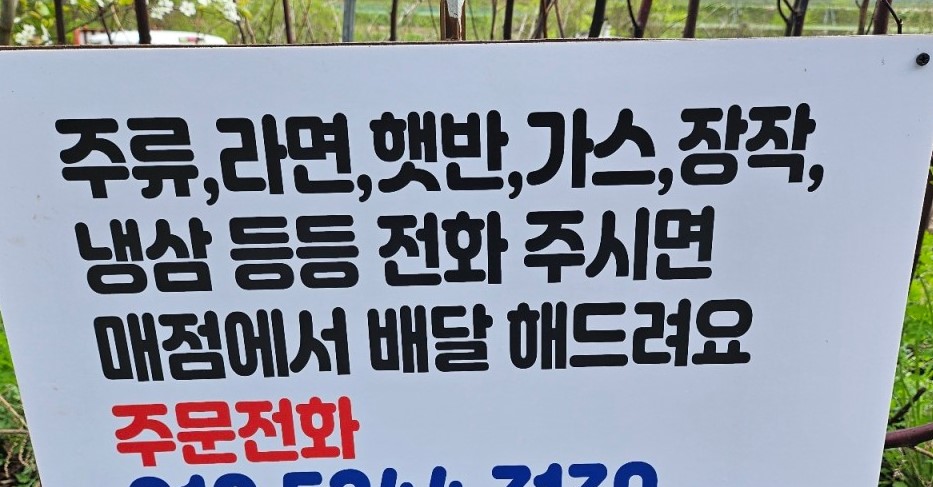 주류,라면,햇반,가스,장작,
냉삼 등등 전화 주시면
매점에서 배달 해드려요
주문전화